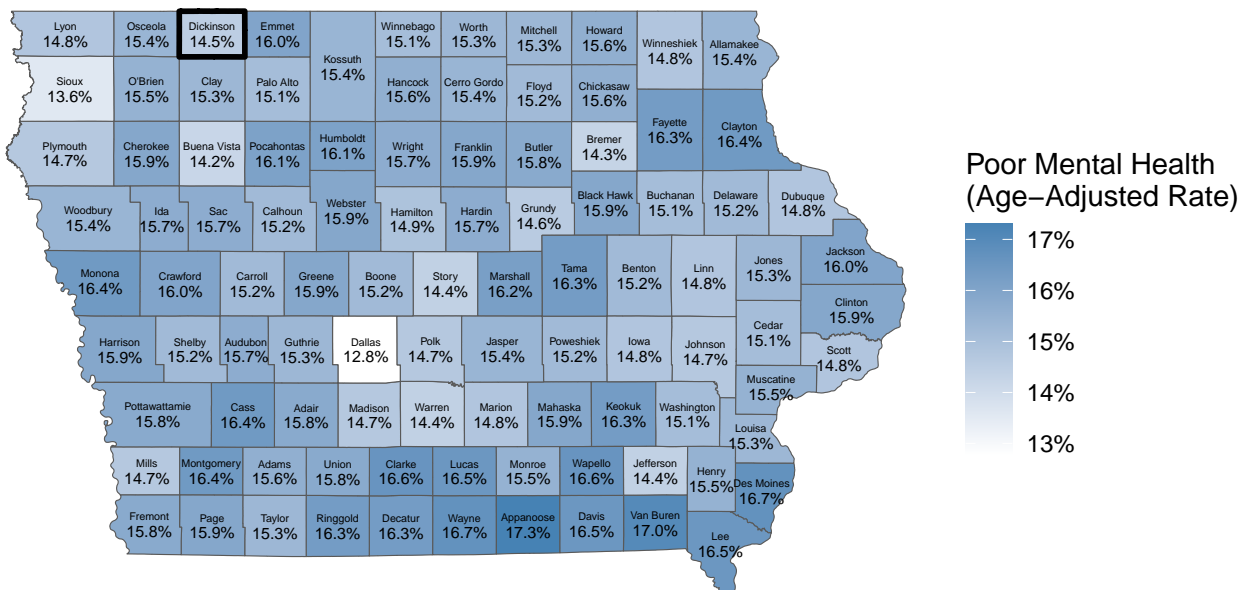 Lyon
14.8%
Osceola
15.4%
Dickinson
14.5%
Emmet
16.0%
Kossuth
15.4%
Winnebago
15.1%
Worth
15.3%
Mitchell
15.3%
Howard
15.6%
Winneshiek
14.8%
Allamakee
15.4%
Sioux
13.6%
O'Brien
15.5%
Clay
15.3%
Palo Alto
15.1%
Hancock
15.6%
Cerro Gordo
15.4%
Floyd
15.2%
Chickasaw
15.6%
Fayette
16.3%
Clayton
16.4%
Plymouth
14.7%
Cherokee
15.9%
Buena Vista
14.2%
Pocahontas
16.1%
Humboldt
16.1%
Wright
15.7%
Franklin
15.9%
Butler
15.8%
Bremer
14.3%
Woodbury
15.4%
Ida
15.7%
Sac
15.7%
Calhoun
15.2%
Webster
15.9%
Hamilton
14.9%
Hardin
15.7%
Grundy
14.6%
Black Hawk
15.9%
Buchanan
15.1%
Delaware
15.2%
Dubuque
14.8%
Monona
16.4%
Crawford
16.0%
Carroll
15.2%
Greene
15.9%
Boone
15.2%
Story
14.4%
Marshall
16.2%
Tama
16.3%
Benton
15.2%
Linn
14.8%
Jones
15.3%
Jackson
16.0%
Clinton
15.9%
Harrison
15.9%
Shelby
15.2%
Audubon
15.7%
Guthrie
15.3%
Dallas
12.8%
Polk
14.7%
Jasper
15.4%
Poweshiek
15.2%
Iowa
14.8%
Johnson
14.7%
Cedar
15.1%
Scott
14.8%
Muscatine
15.5%
Pottawattamie
15.8%
Cass
16.4%
Adair
15.8%
Madison
14.7%
Warren
14.4%
Marion
14.8%
Mahaska
15.9%
Keokuk
16.3%
Washington
15.1%
Louisa
15.3%
Mills
14.7%
Montgomery
16.4%
Adams
15.6%
Union
15.8%
Clarke
16.6%
Lucas
16.5%
Monroe
15.5%
Wapello
16.6%
Jefferson
14.4%
Henry
15.5%
Des Moines
16.7%
Fremont
15.8%
Page
15.9%
Taylor
15.3%
Ringgold
16.3%
Decatur
16.3%
Wayne
16.7%
Appanoose
17.3%
Davis
16.5%
Van Buren
17.0%
Lee
16.5%
Poor Mental Health
(Age−Adjusted Rate)
17%
16%
15%
14%
13%